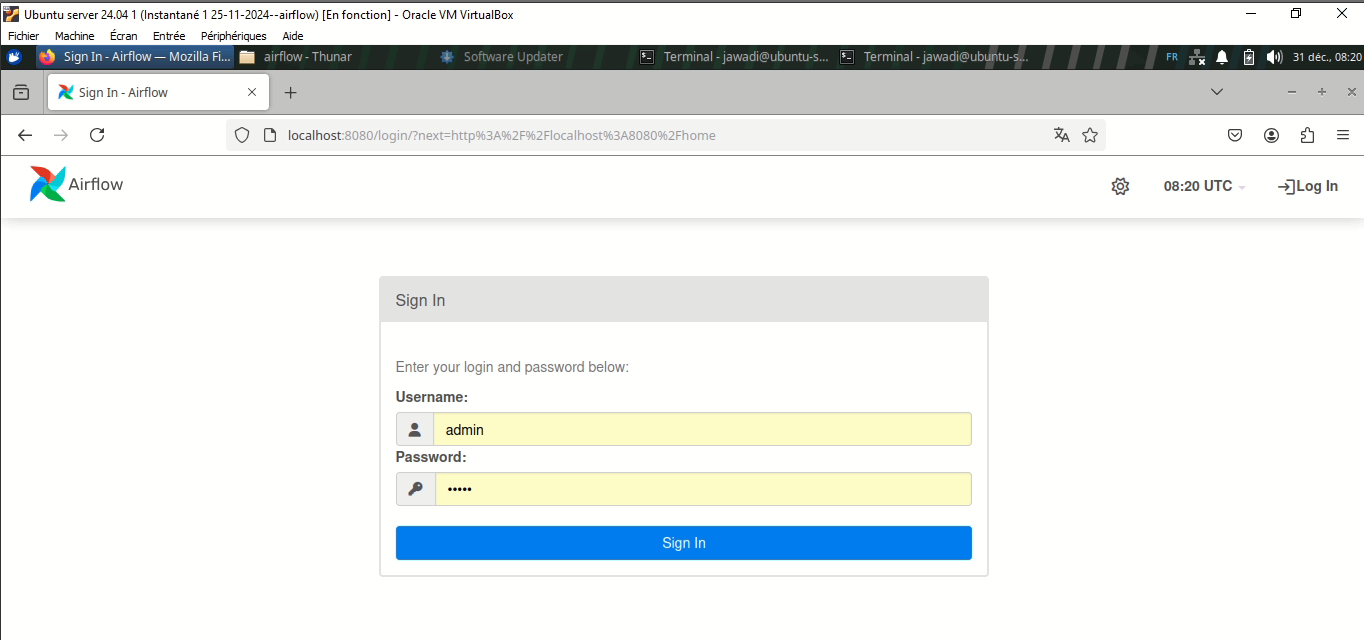 Ubuntu server 24.04 1 (Instantané 1 25-11-2024--airflow) [En fonction] - Oracle VM VirtualBox
Fichier Machine Écran Entrée Périphériques Aide
Sign In - Airflow — Mozilla Fi... airflow - Thunar Software Updater Terminal - jawadi@ubuntu-s... Terminal - jawadi@ubuntu-s... FR 31 déc., 08:20
Sign In - Airflow
localhost:8080/login/?next=http%3A%2F%2Flocalhost%3A8080%2Fhome
Airflow 08:20 UTC Log In
Sign In
Enter your login and password below:
Username:
admin
Password:
•••••
Sign In